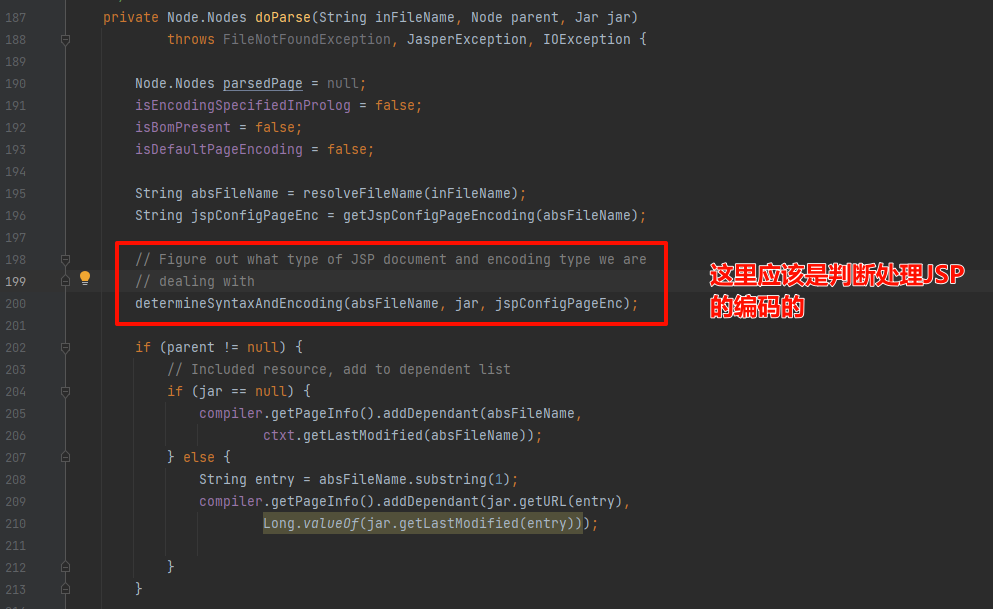 187 private Node.Nodes doParse(String inFileName, Node parent, Jar jar)
188 throws FileNotFoundException, JasperException, IOException {
189
190 Node.Nodes parsedPage = null;
191 isEncodingSpecifiedInProlog = false;
192 isBomPresent = false;
193 isDefaultPageEncoding = false;
194
195 String absFileName = resolveFileName(inFileName);
196 String jspConfigPageEnc = getJspConfigPageEncoding(absFileName);
197
198 // Figure out what type of JSP document and encoding type we are
199 // dealing with
200 determineSyntaxAndEncoding(absFileName, jar, jspConfigPageEnc);
这里应该是判断处理JSP
的编码的
201
202 if (parent != null) {
203 // Included resource, add to dependent list
204 if (jar == null) {
205 compiler.getPageInfo().addDependant(absFileName,
206 ctxt.getLastModified(absFileName));
207 } else {
208 String entry = absFileName.substring(1);
209 compiler.getPageInfo().addDependant(jar.getURL(entry),
210 Long.valueOf(jar.getLastModified(entry)));
211
212 }
213 }